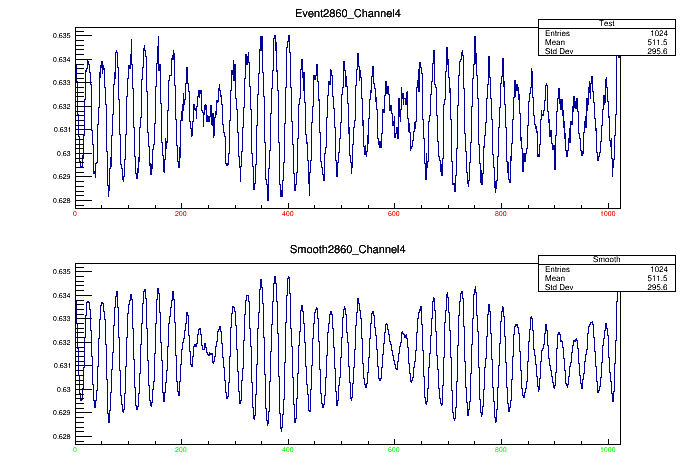 Event2860_Channel4
Test
Entries 1024
Mean 511.5
Std Dev 295.6
0.635
0.634
0.633
0.632
0.631
0.63
0.629
0.628
0 200 400 600 800 1000
Smooth2860_Channel4
Smooth
Entries 1024
Mean 511.5
Std Dev 295.6
0.635
0.634
0.633
0.632
0.631
0.63
0.629
0.628
0 200 400 600 800 1000